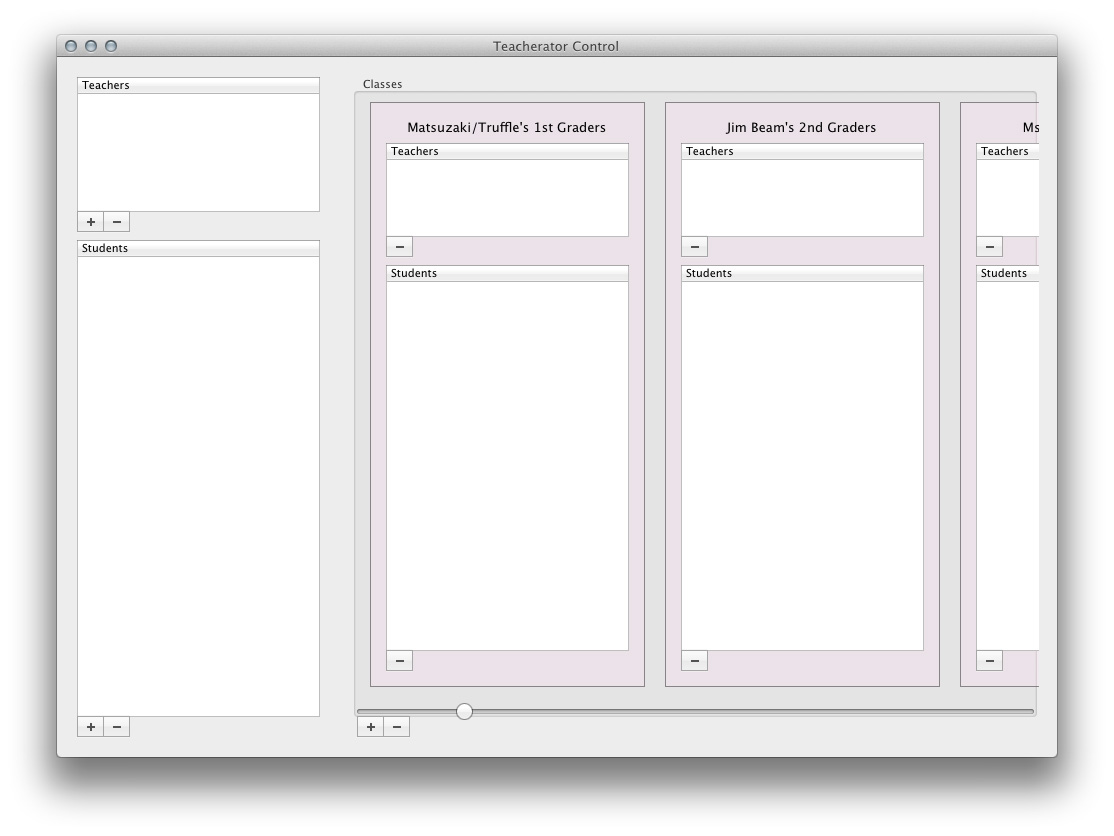 Teacherator Control
Teachers
+ −
Students
+ −
Classes
Matsuzaki/Truffle's 1st Graders
Teachers
−
Students
−
Jim Beam's 2nd Graders
Teachers
−
Students
−
Ms
Teachers
−
Students
−
+ −